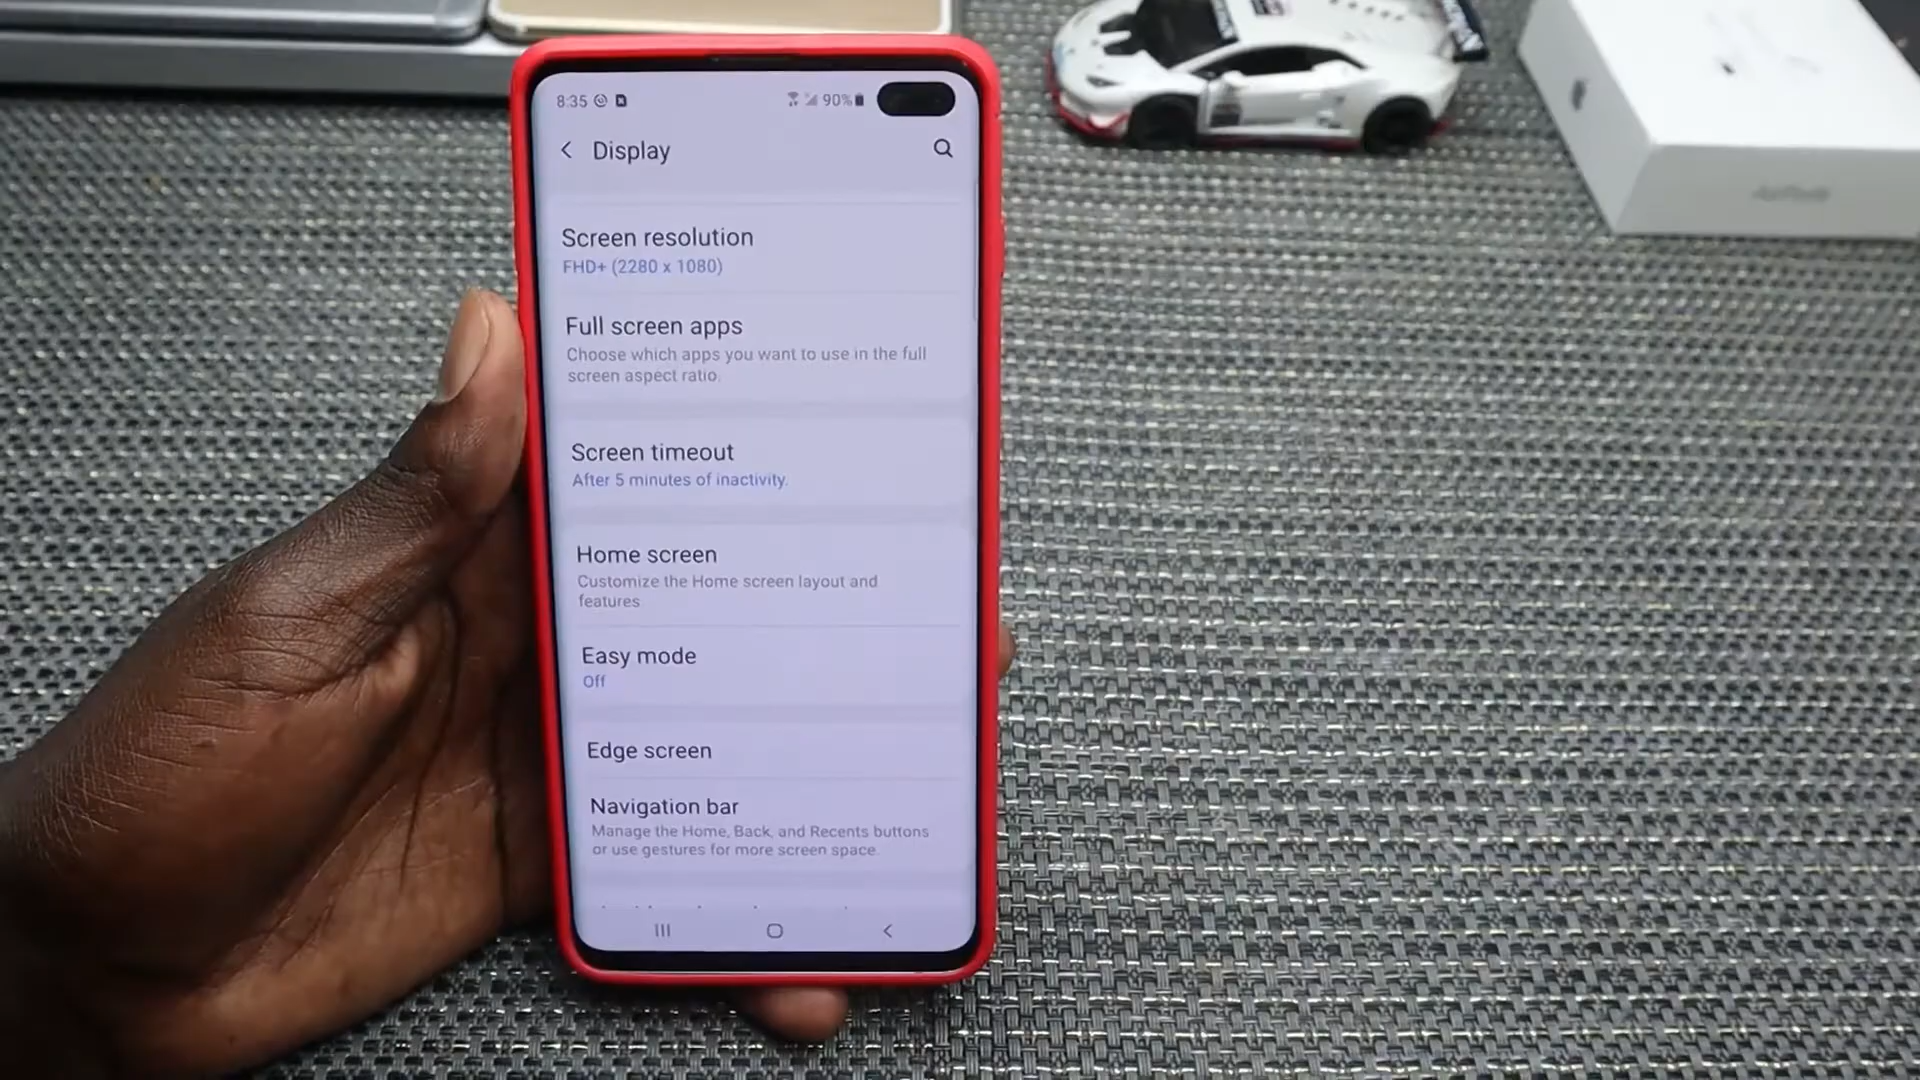 8:35
90%
Display
Screen resolution
FHD+ (2280 x 1080)
Full screen apps
Choose which apps you want to use in the full
screen aspect ratio.
Screen timeout
After 5 minutes of inactivity.
Home screen
Customize the Home screen layout and
features
Easy mode
Off
Edge screen
Navigation bar
Manage the Home, Back, and Recents buttons
or use gestures for more screen space.